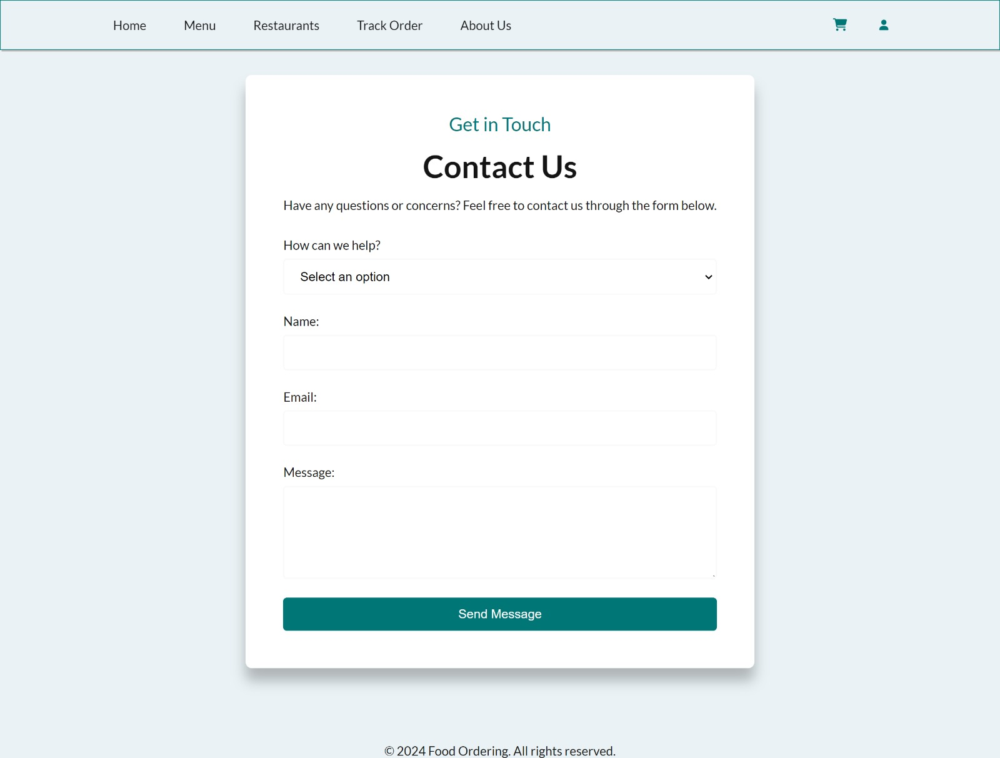 Home Menu Restaurants Track Order About Us
Get in Touch
Contact Us
Have any questions or concerns? Feel free to contact us through the form below.
How can we help?
Select an option
Name:
Email:
Message:
Send Message
© 2024 Food Ordering. All rights reserved.